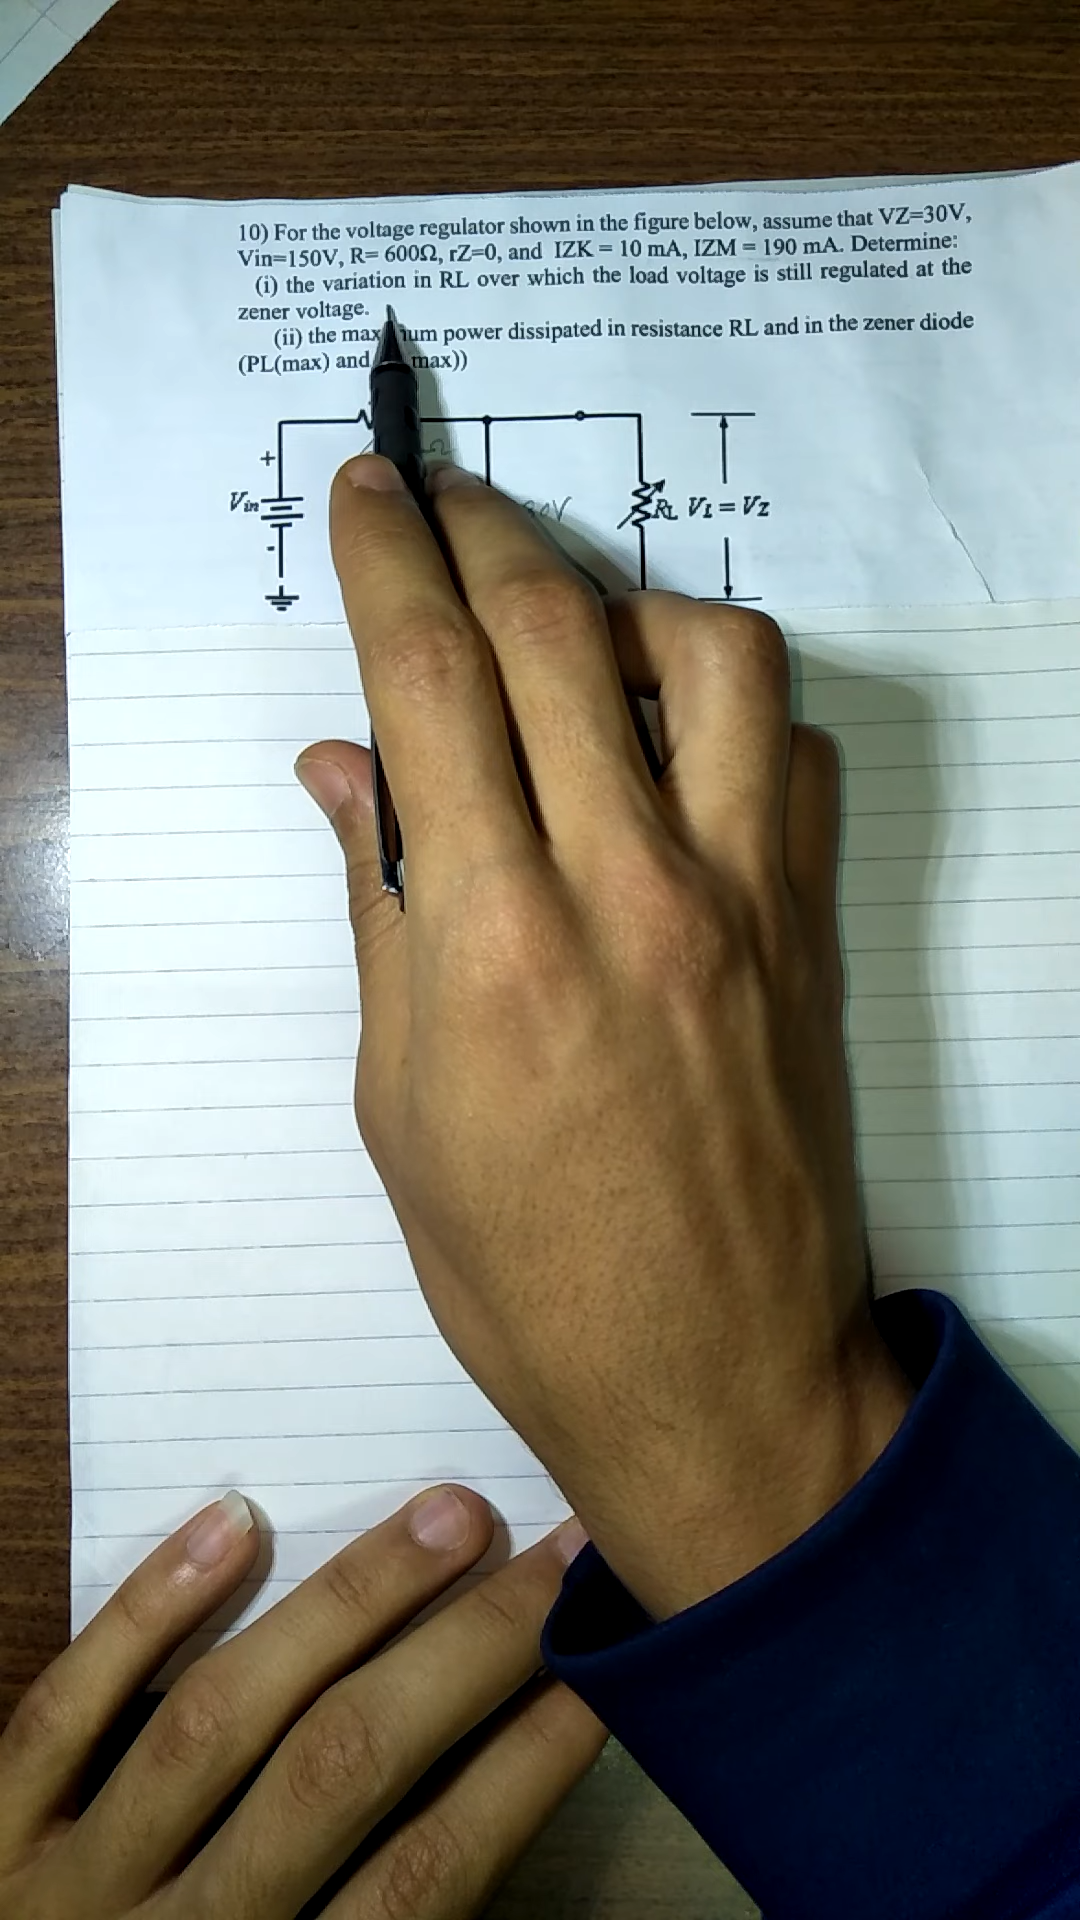 10) For the voltage regulator shown in the figure below, assume that VZ=30V,
Vin=150V, R= 600Ω, rZ=0, and IZK = 10 mA, IZM = 190 mA. Determine:
(i) the variation in RL over which the load voltage is still regulated at the
zener voltage.
(ii) the max um power dissipated in resistance RL and in the zener diode
(PL(max) and max))
+
Ω
Vin
30V
RL VL = VZ
-